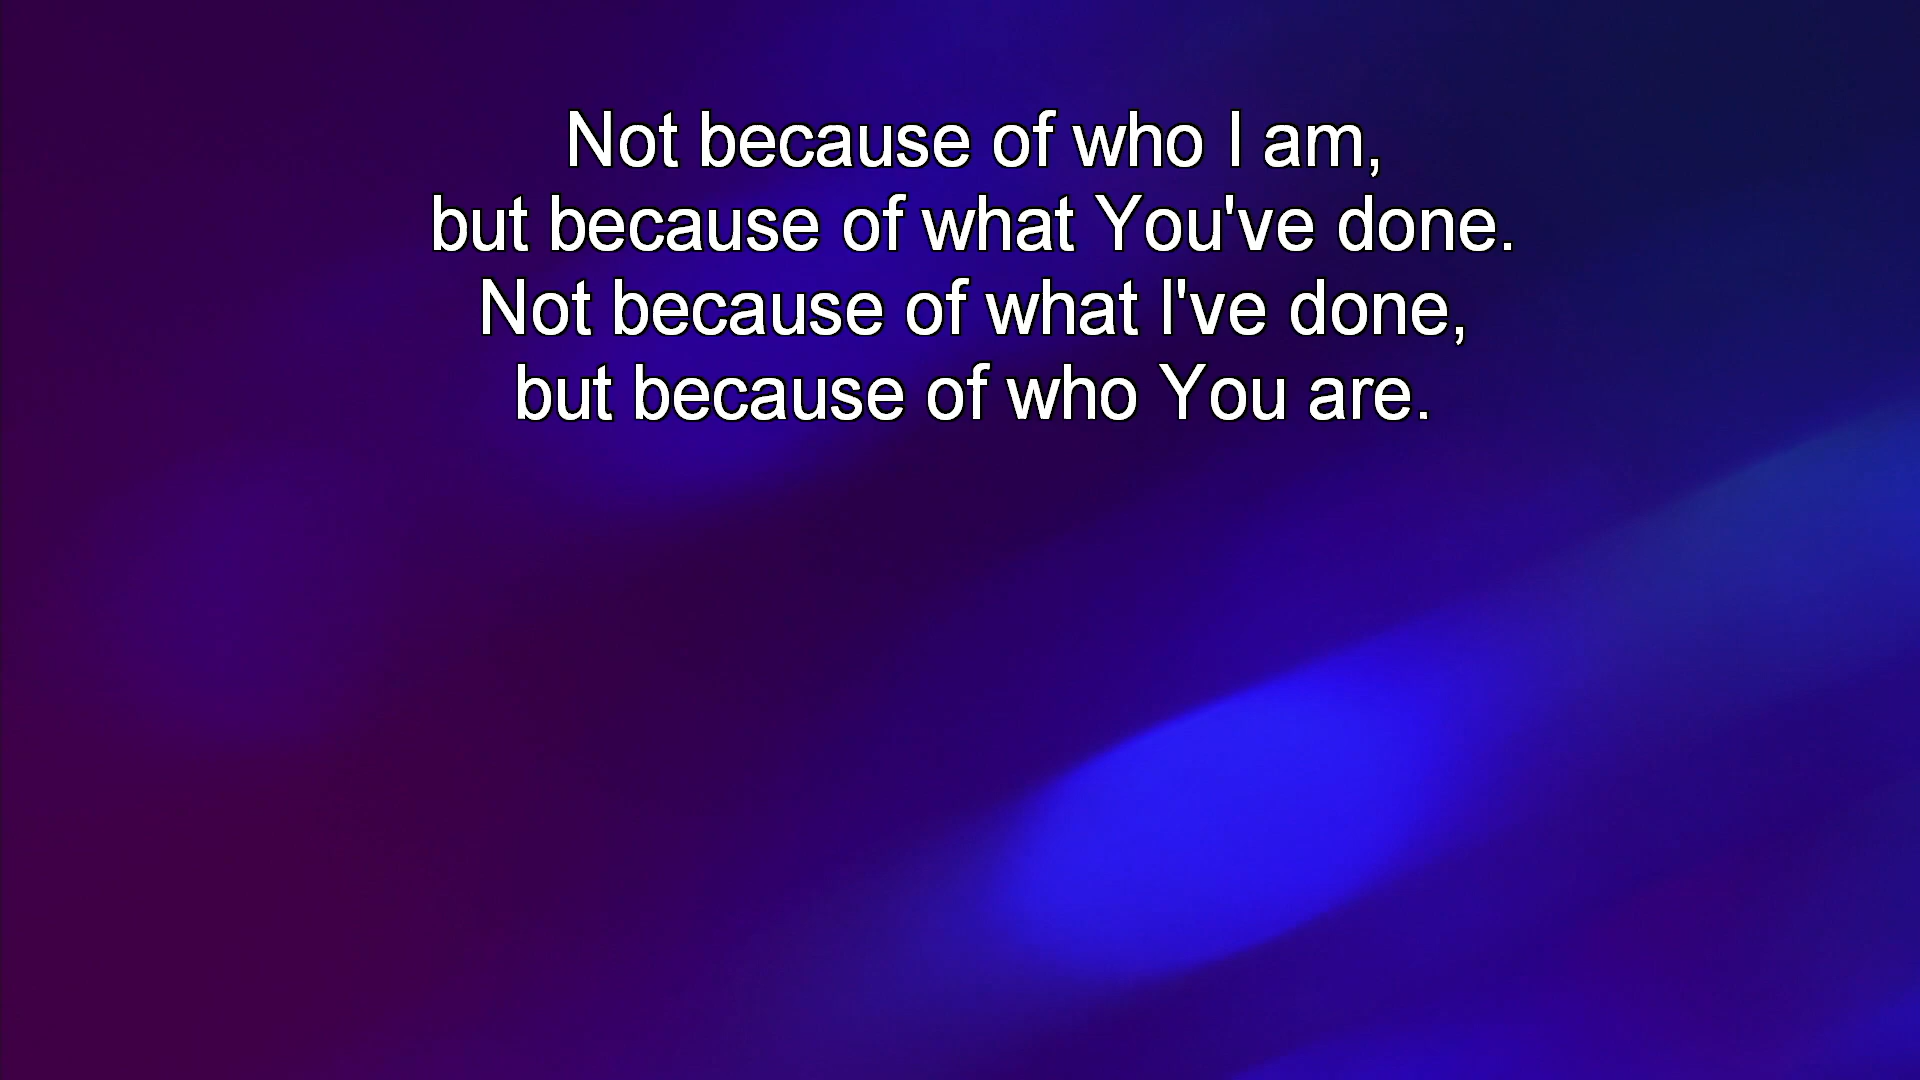 Not because of who I am,
but because of what You've done.
Not because of what I've done,
but because of who You are.